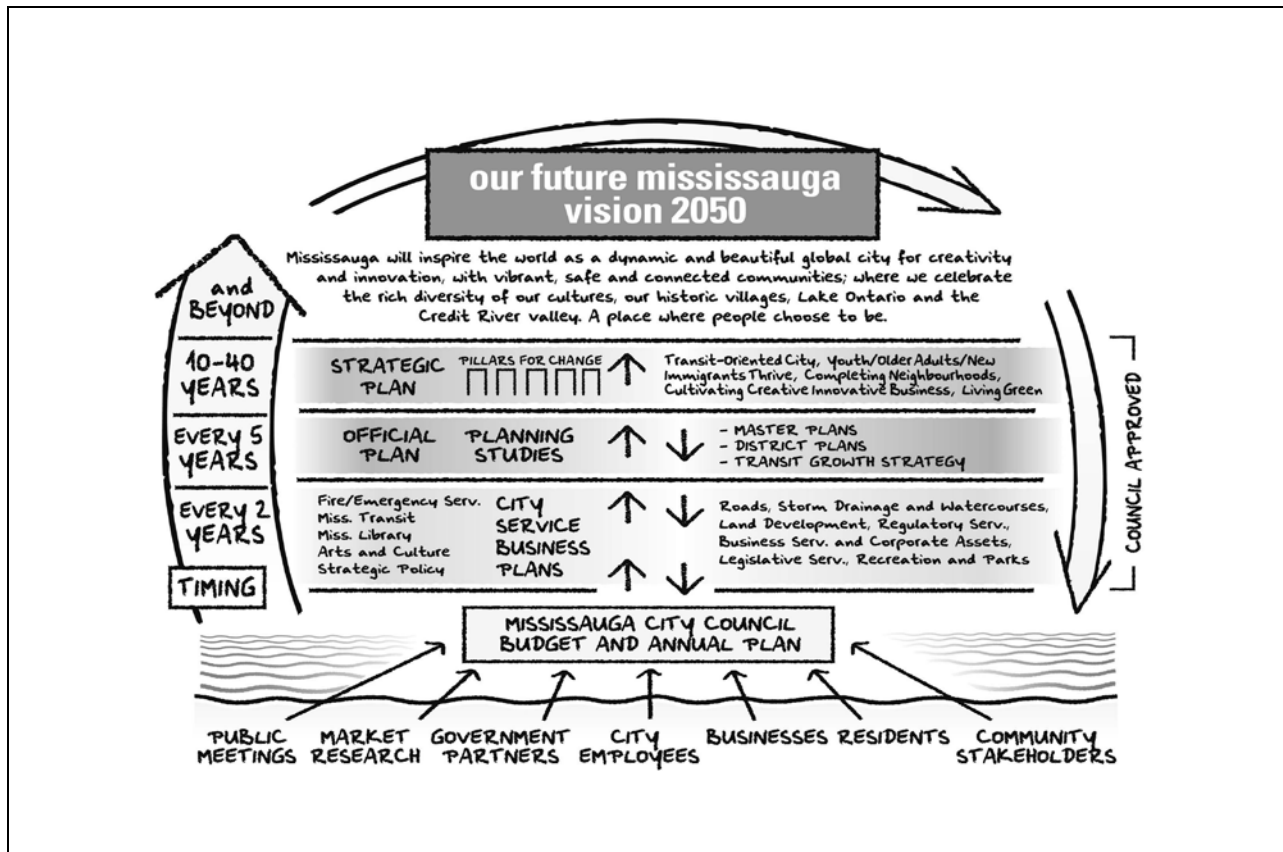 our future mississauga
vision 2050
Mississauga will inspire the world as a dynamic and beautiful global city for creativity
and innovation, with vibrant, safe and connected communities; where we celebrate
the rich diversity of our cultures, our historic villages, Lake Ontario and the
Credit River valley. A place where people choose to be.
and
BEYOND
10-40
YEARS
STRATEGIC
PLAN
PILLARS FOR CHANGE
Transit-Oriented City, Youth/Older Adults/New
Immigrants Thrive, Completing Neighbourhoods,
Cultivating Creative Innovative Business, Living Green
EVERY 5
YEARS
OFFICIAL
PLAN
PLANNING
STUDIES
- MASTER PLANS
- DISTRICT PLANS
- TRANSIT GROWTH STRATEGY
EVERY 2
YEARS
Fire/Emergency Serv.
Miss. Transit
Miss. Library
Arts and Culture
Strategic Policy
CITY
SERVICE
BUSINESS
PLANS
Roads, Storm Drainage and Watercourses,
Land Development, Regulatory Serv.,
Business Serv. and Corporate Assets,
Legislative Serv., Recreation and Parks
COUNCIL APPROVED
TIMING
MISSISSAUGA CITY COUNCIL
BUDGET AND ANNUAL PLAN
PUBLIC
MEETINGS
MARKET
RESEARCH
GOVERNMENT
PARTNERS
CITY
EMPLOYEES
BUSINESSES
RESIDENTS
COMMUNITY
STAKEHOLDERS